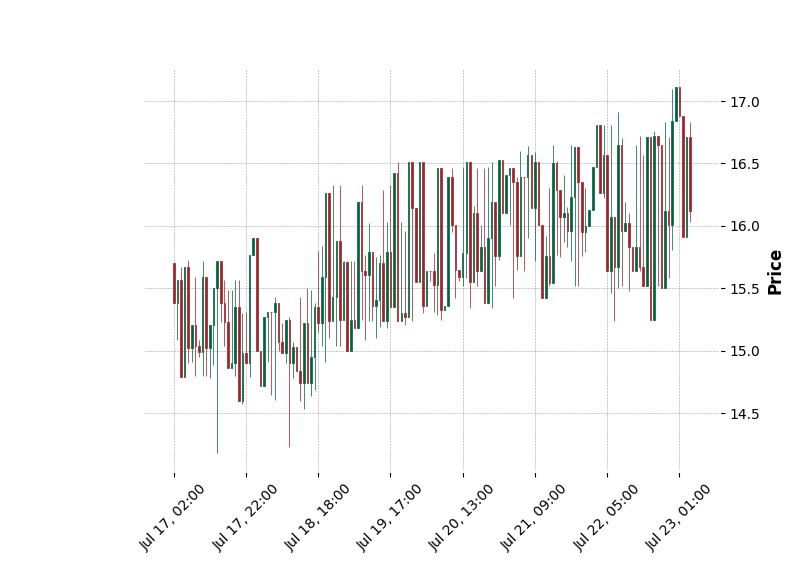 17.0
16.5
16.0
15.5
15.0
14.5
Price
Jul 17, 02:00
Jul 17, 22:00
Jul 18, 18:00
Jul 19, 17:00
Jul 20, 13:00
Jul 21, 09:00
Jul 22, 05:00
Jul 23, 01:00